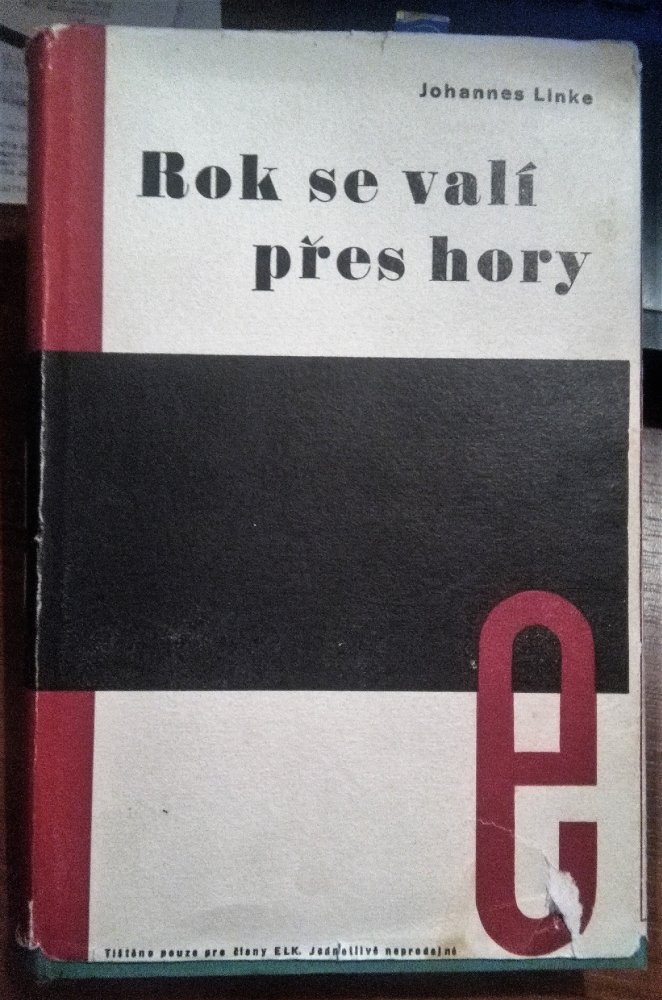 Johannes Linke
Rok se valí
přes hory
e
Tištěno pouze pro členy ELK. Jednotlivě neprodejné